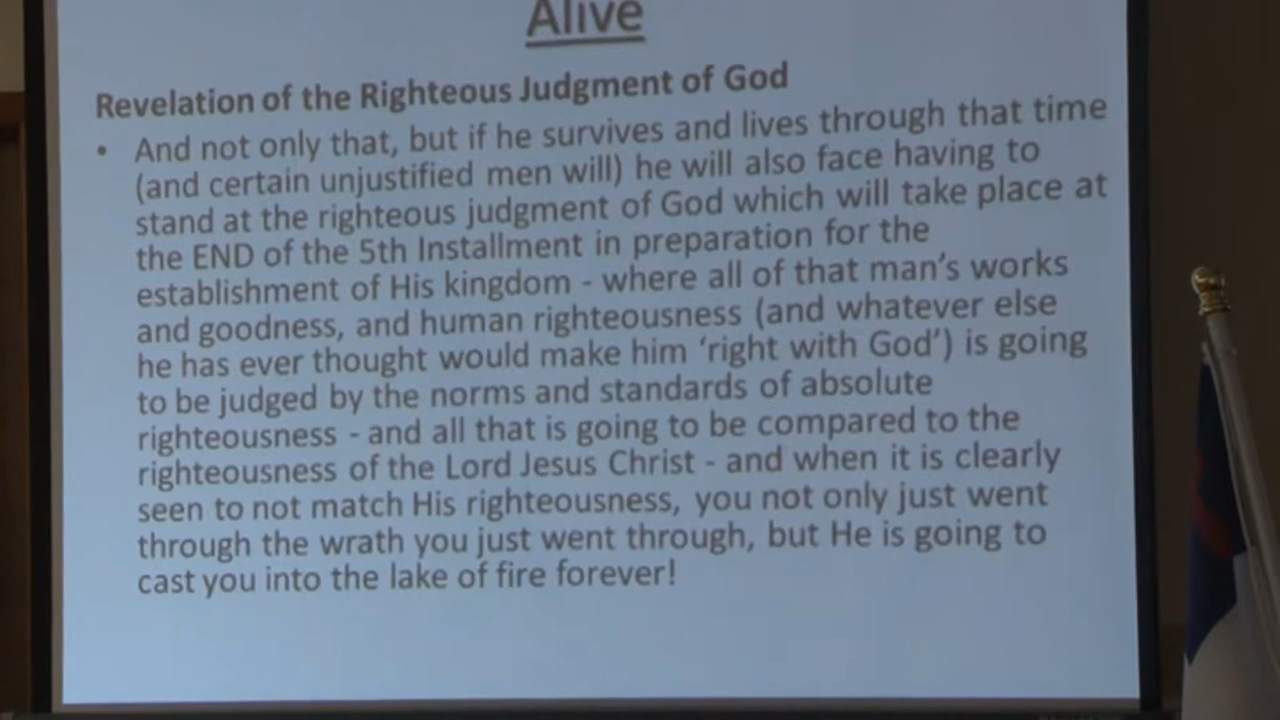 Alive
Revelation of the Righteous Judgment of God
• And not only that, but if he survives and lives through that time
(and certain unjustified men will) he will also face having to
stand at the righteous judgment of God which will take place at
the END of the 5th Installment in preparation for the
establishment of His kingdom - where all of that man's works
and goodness, and human righteousness (and whatever else
he has ever thought would make him 'right with God') is going
to be judged by the norms and standards of absolute
righteousness - and all that is going to be compared to the
righteousness of the Lord Jesus Christ - and when it is clearly
seen to not match His righteousness, you not only just went
through the wrath you just went through, but He is going to
cast you into the lake of fire forever!